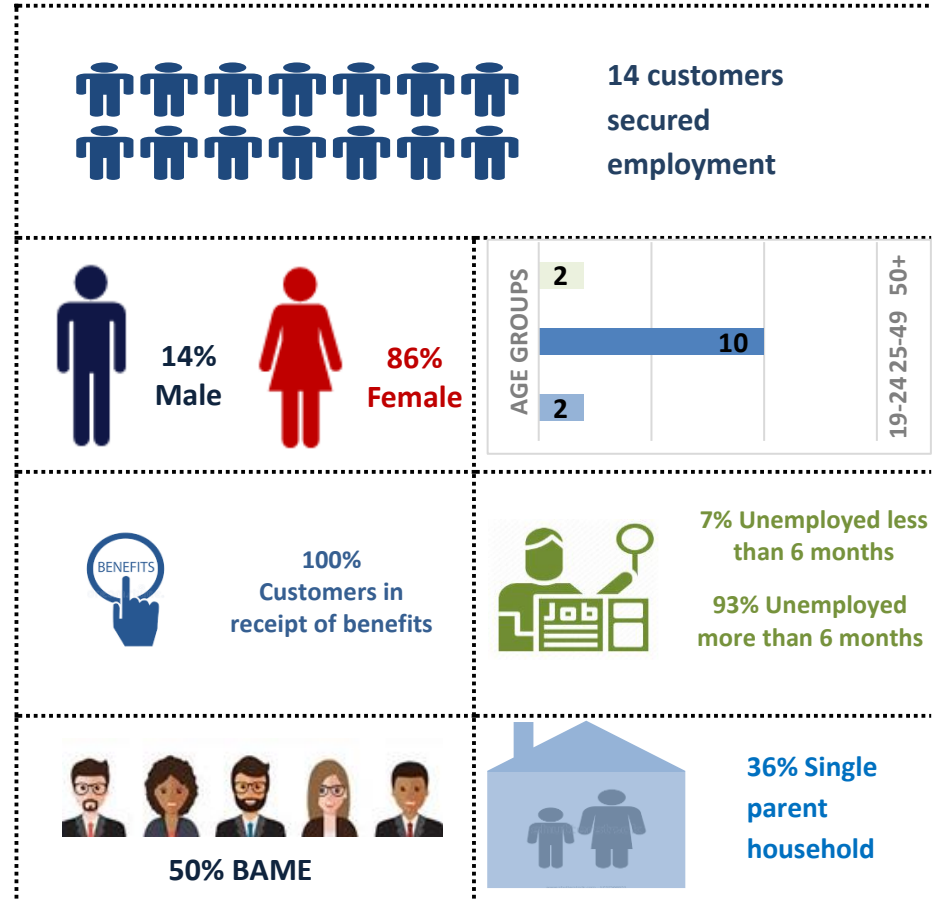 14 customers
secured
employment
14%
Male
86%
Female
AGE GROUPS
2
10
2
19-24 25-49 50+
BENEFITS
100%
Customers in
receipt of benefits
Job
7% Unemployed less
than 6 months
93% Unemployed
more than 6 months
50% BAME
36% Single
parent
household